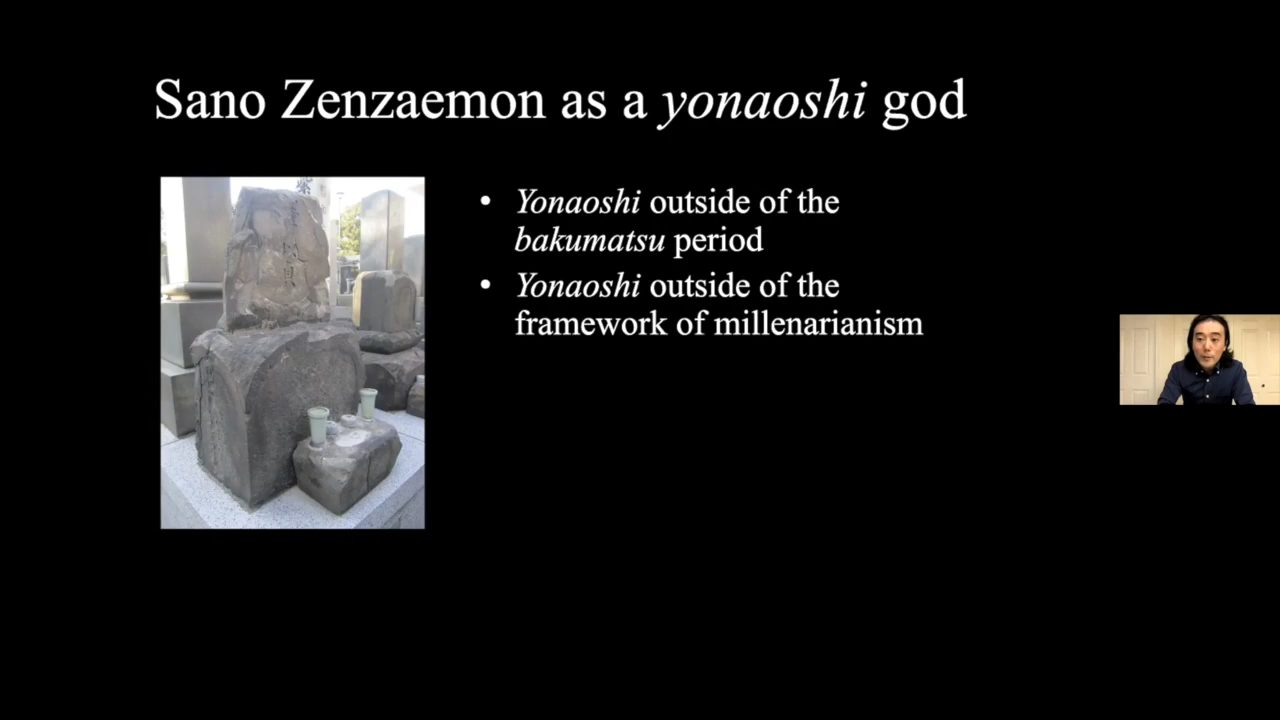 Sano Zenzaemon as a yonaoshi god
• Yonaoshi outside of the
bakumatsu period
• Yonaoshi outside of the
framework of millenarianism